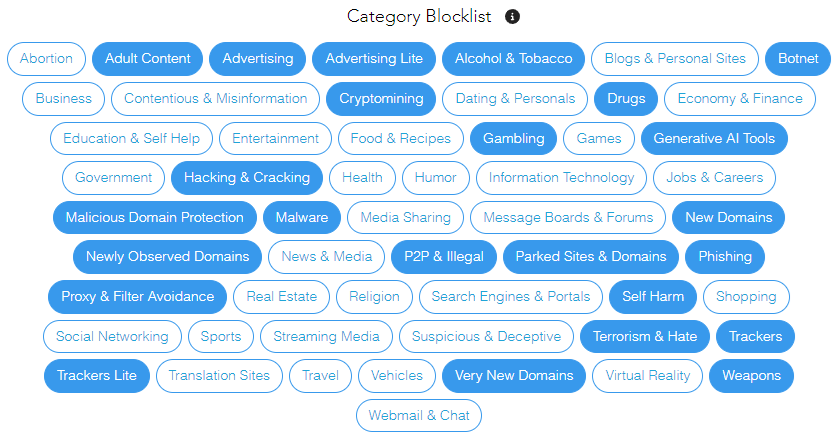 Category Blocklist
Abortion Adult Content Advertising Advertising Lite Alcohol & Tobacco Blogs & Personal Sites Botnet
Business Contentious & Misinformation Cryptomining Dating & Personals Drugs Economy & Finance
Education & Self Help Entertainment Food & Recipes Gambling Games Generative AI Tools
Government Hacking & Cracking Health Humor Information Technology Jobs & Careers
Malicious Domain Protection Malware Media Sharing Message Boards & Forums New Domains
Newly Observed Domains News & Media P2P & Illegal Parked Sites & Domains Phishing
Proxy & Filter Avoidance Real Estate Religion Search Engines & Portals Self Harm Shopping
Social Networking Sports Streaming Media Suspicious & Deceptive Terrorism & Hate Trackers
Trackers Lite Translation Sites Travel Vehicles Very New Domains Virtual Reality Weapons
Webmail & Chat